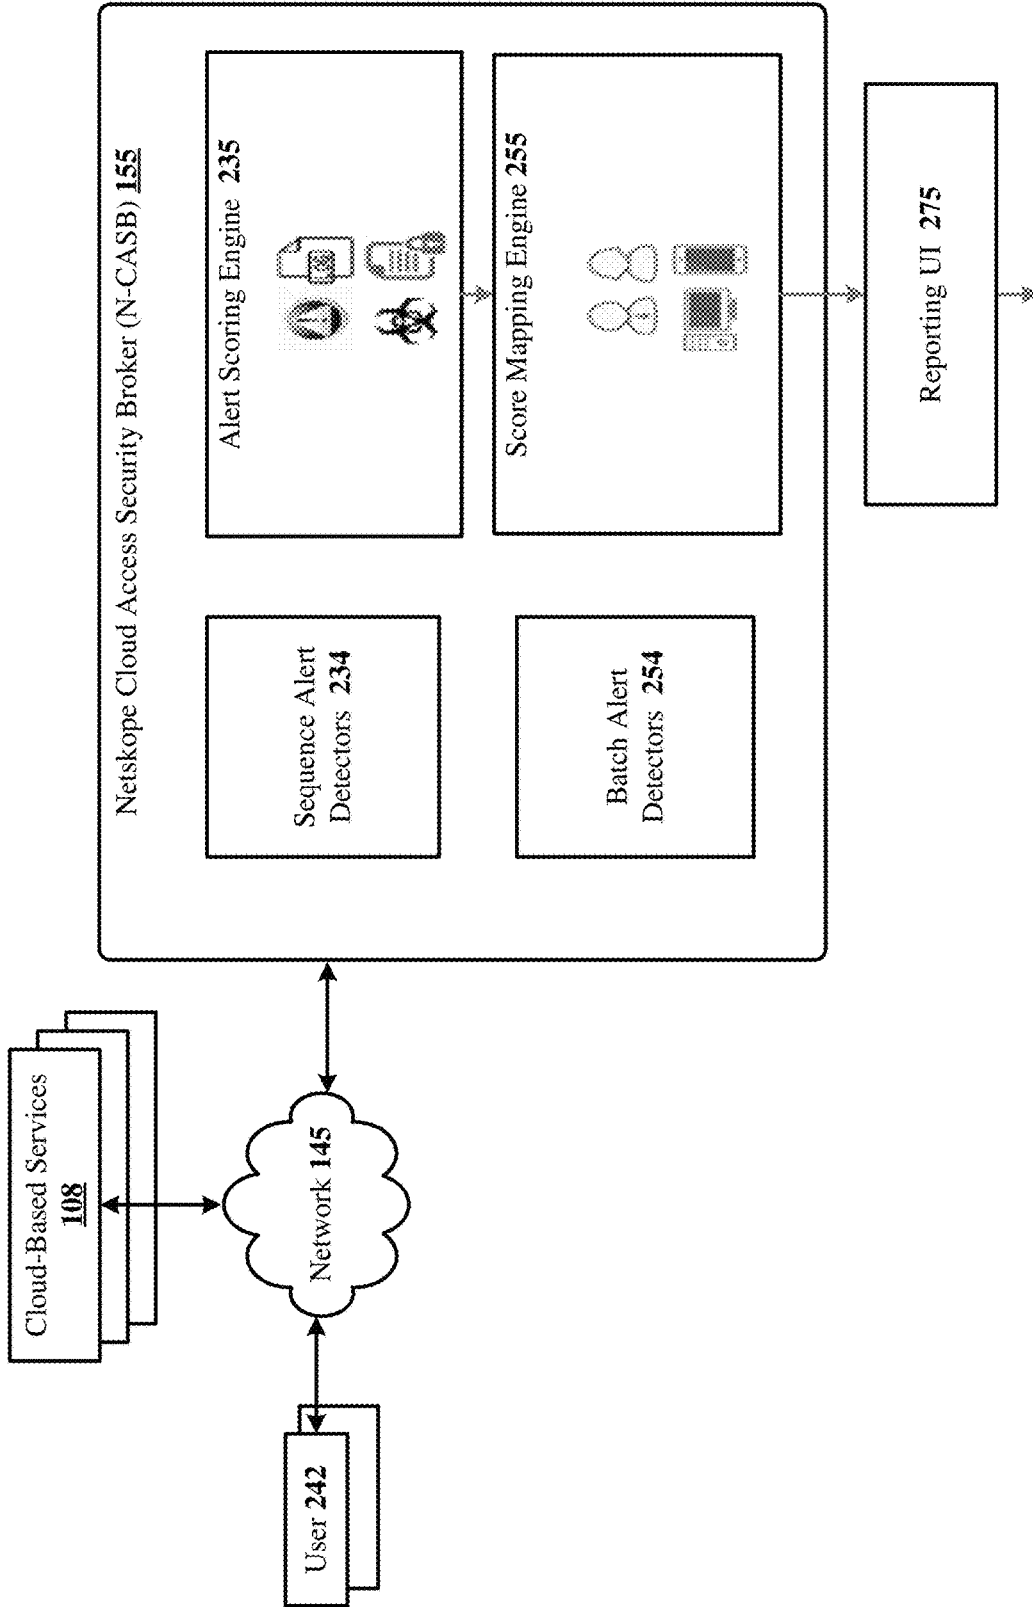 Cloud-Based Services
108
User 242
Network 145
Netskope Cloud Access Security Broker (N-CASB) 155
Sequence Alert
Detectors 234
Alert Scoring Engine 235
Batch Alert
Detectors 254
Score Mapping Engine 255
Reporting UI 275